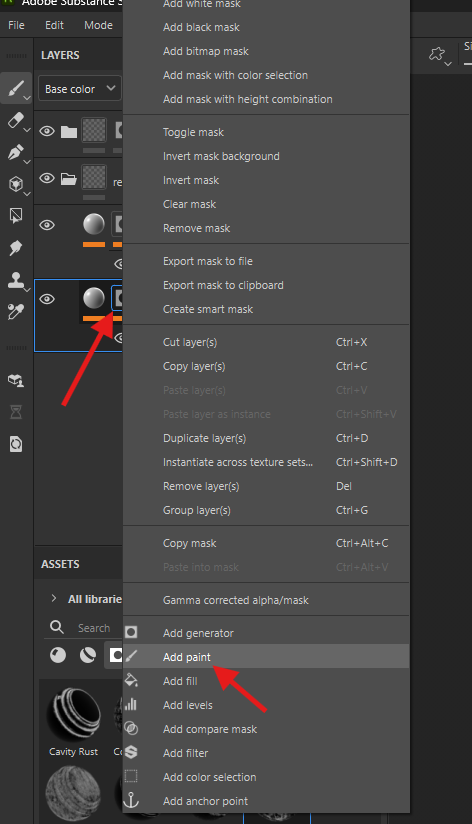 Adobe Substance 3
Add white mask
File Edit Mode
Add black mask
Add bitmap mask
LAYERS
Add mask with color selection
Base color
Add mask with height combination
Toggle mask
Invert mask background
Invert mask
re
Clear mask
Remove mask
Export mask to file
Export mask to clipboard
Create smart mask
Cut layer(s) Ctrl+X
Copy layer(s) Ctrl+C
Paste layer(s) Ctrl+V
Paste layer as instance Ctrl+Shift+V
Duplicate layer(s) Ctrl+D
Instantiate across texture sets... Ctrl+Shift+D
Remove layer(s) Del
Group layer(s) Ctrl+G
Copy mask Ctrl+Alt+C
ASSETS
Paste into mask Ctrl+Alt+V
All librarie
Gamma corrected alpha/mask
Search
Add generator
Add paint
Add fill
Add levels
Add compare mask
Cavity Rust
Add filter
Add color selection
Add anchor point